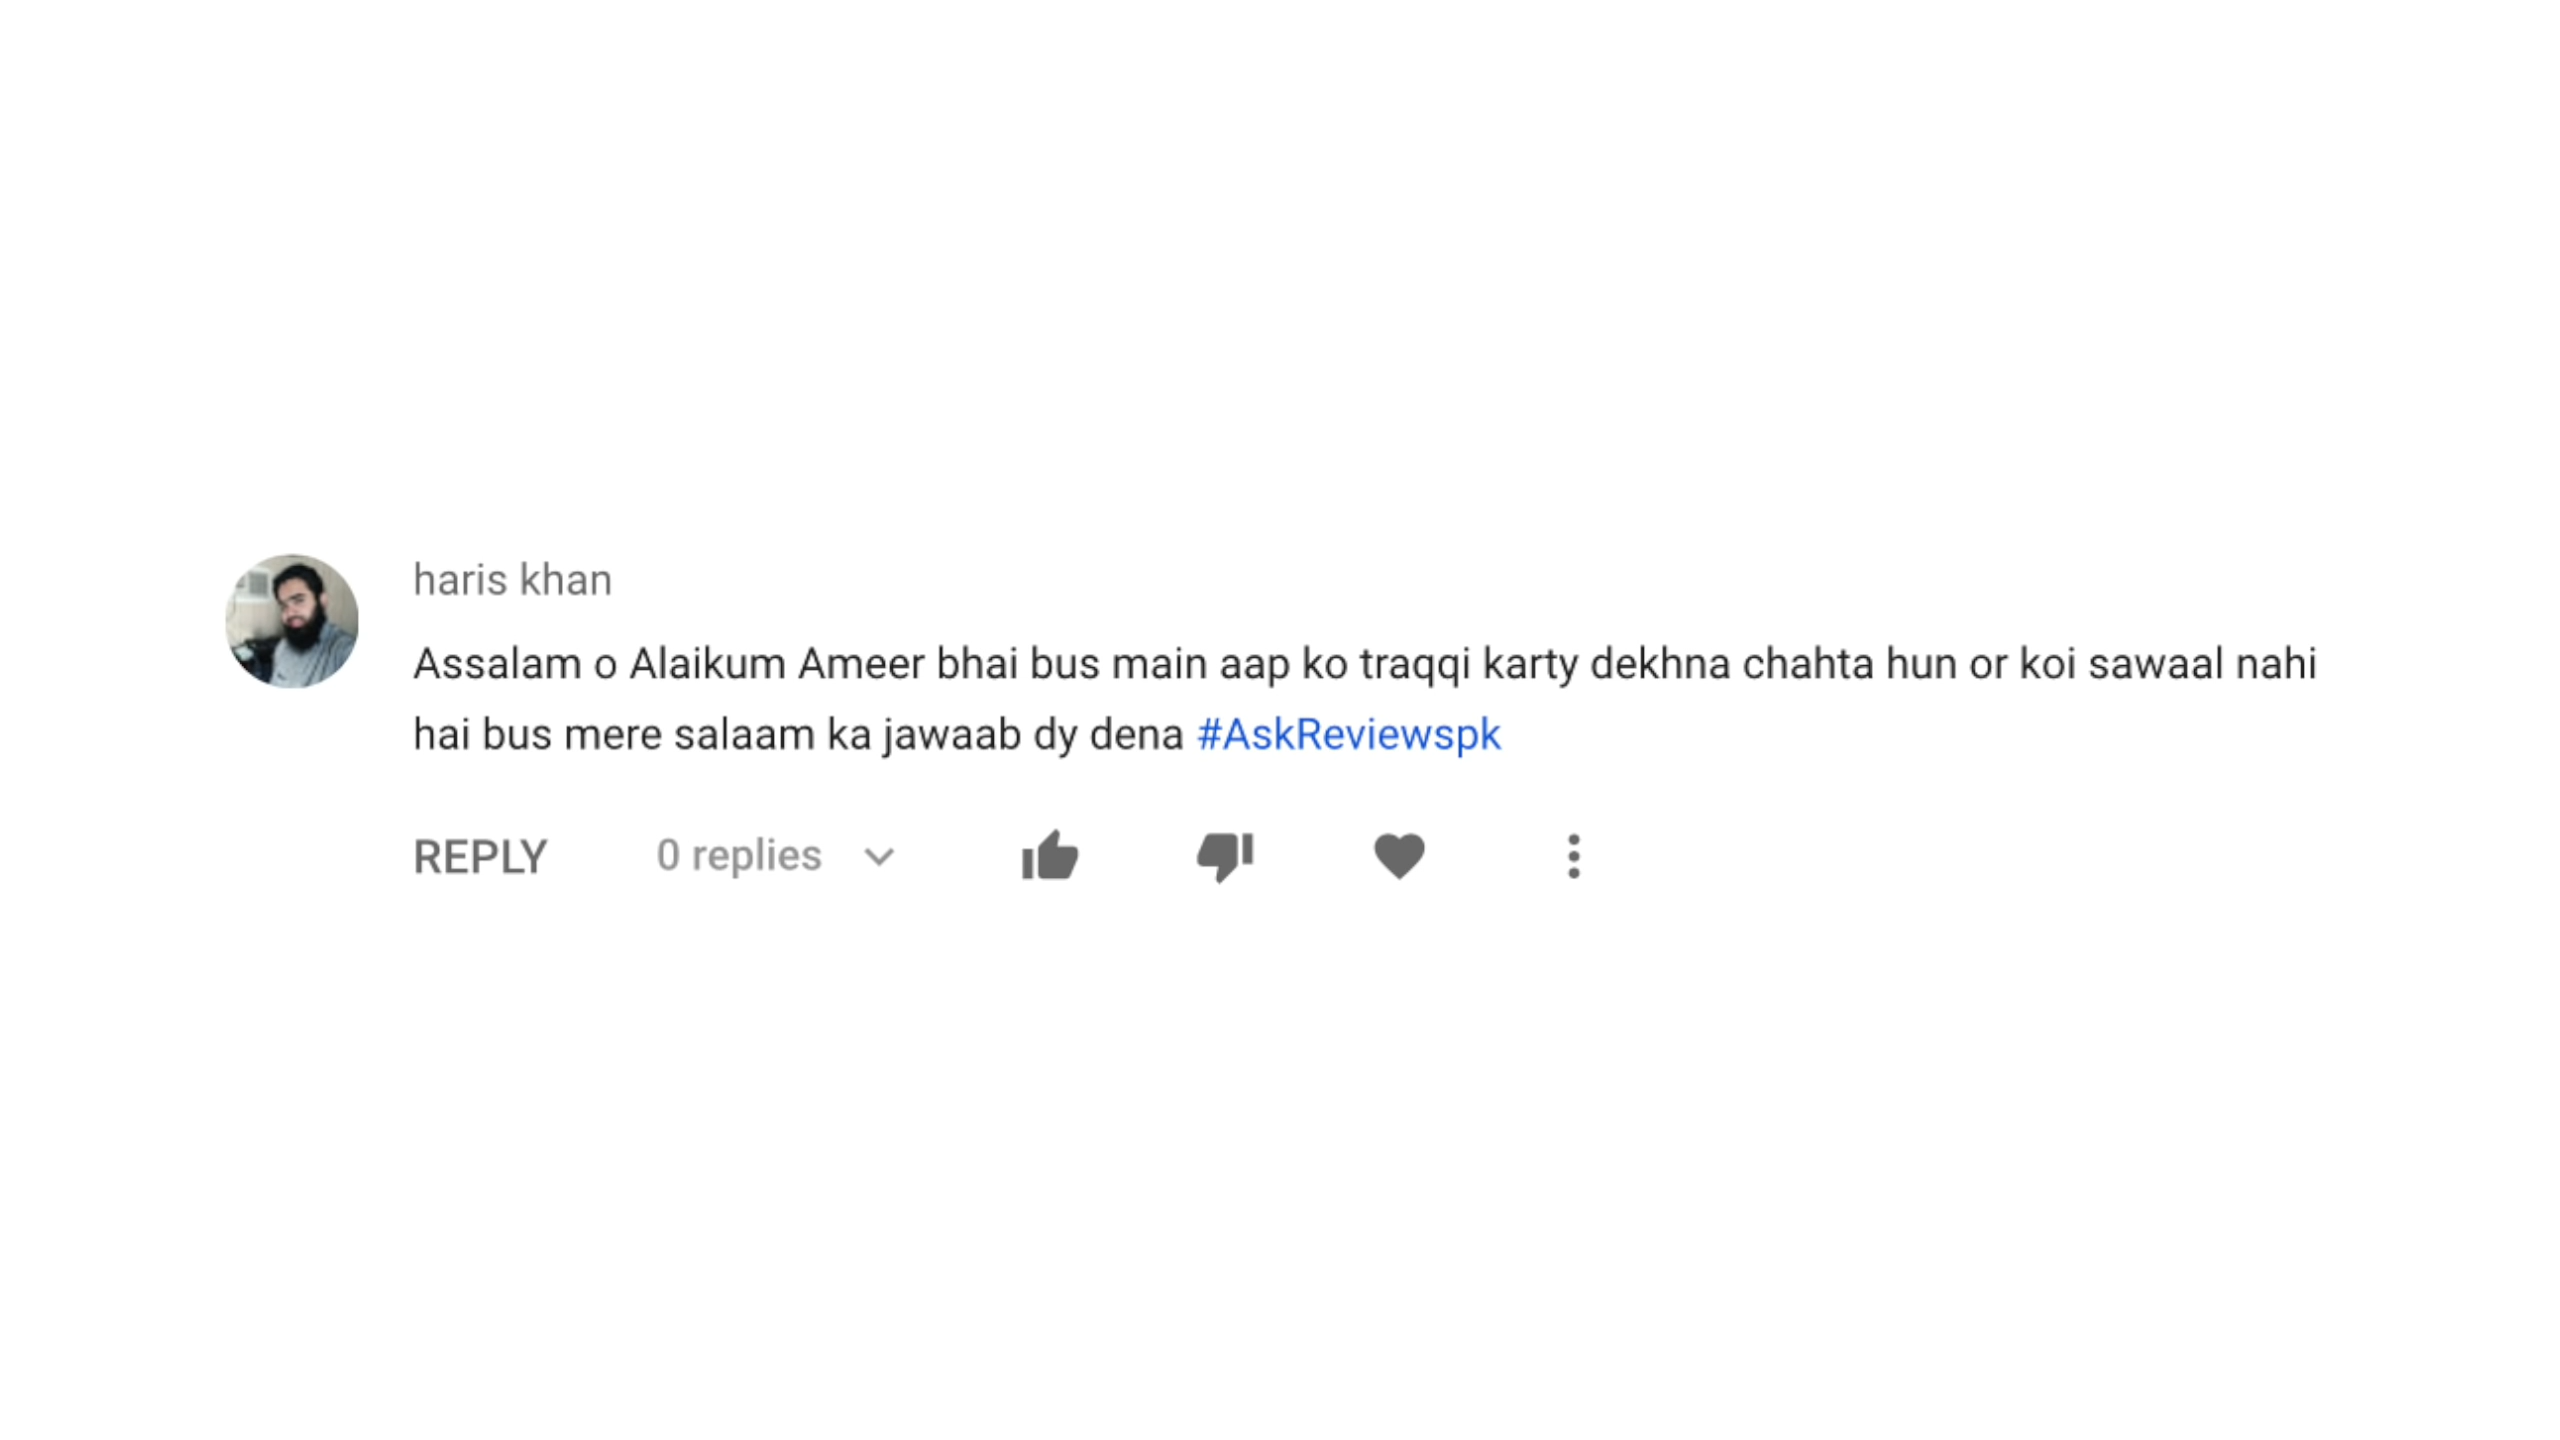 haris khan
Assalam o Alaikum Ameer bhai bus main aap ko traqqi karty dekhna chahta hun or koi sawaal nahi
hai bus mere salaam ka jawaab dy dena #AskReviewspk
REPLY 0 replies